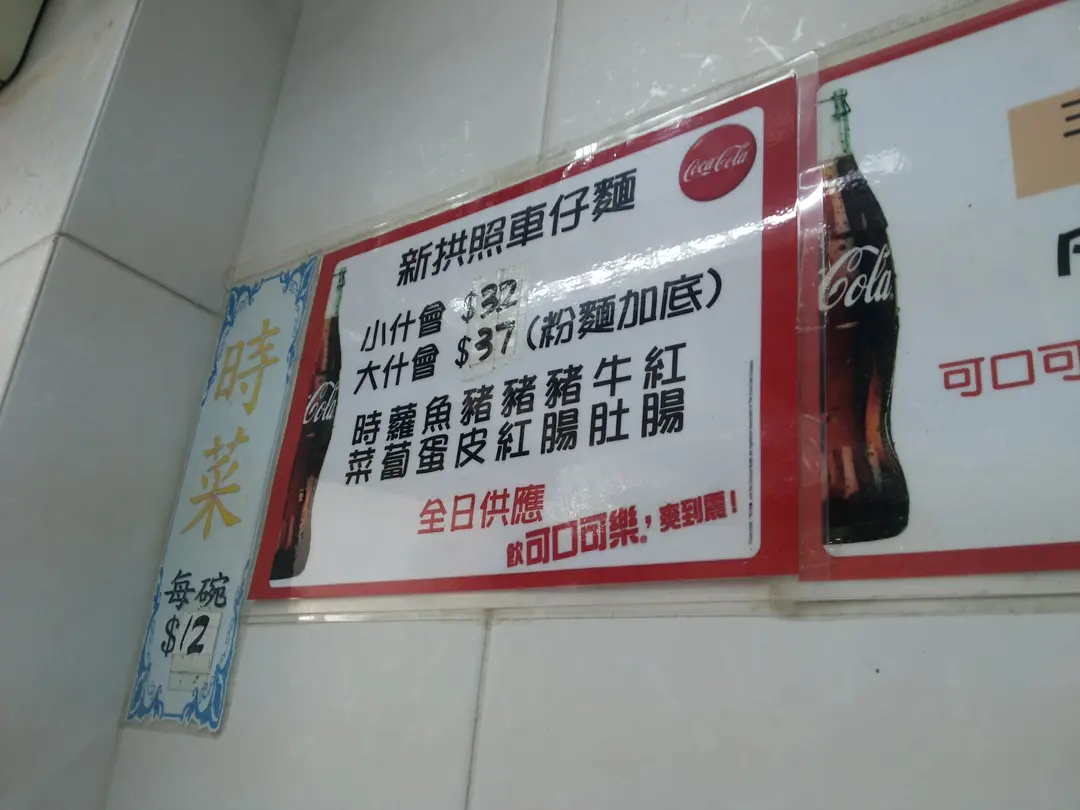 時菜
每碗
$12
Coca-Cola
新拱照車仔麵
小什會 $32
大什會 $37(粉麵加底)
時蘿魚豬豬豬牛紅
菜蔔蛋皮紅腸肚腸
全日供應
飲可口可樂，爽到震！
Cola
Cola
可口可